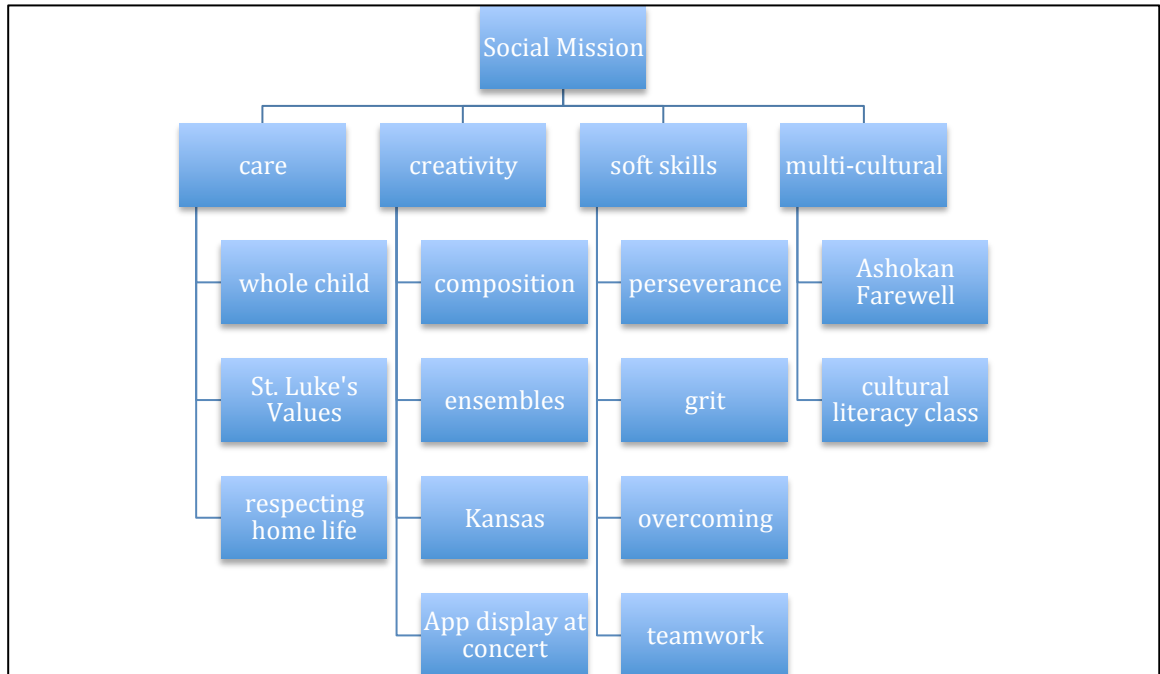 Social Mission
care
creativity
soft skills
multi-cultural
whole child
composition
perseverance
Ashokan
Farewell
St. Luke's
Values
ensembles
grit
cultural
literacy class
respecting
home life
Kansas
overcoming
App display at
concert
teamwork